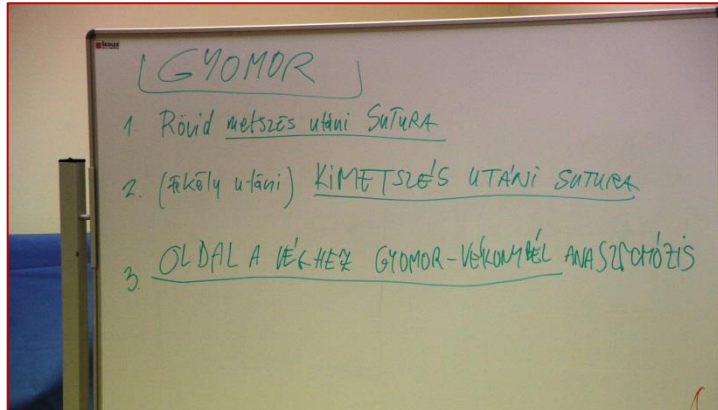 GYOMOR
1. Rövid metszés utáni SUTURA
2. (fekély utáni) KIMETSZÉS UTÁNI SUTURA
3. OLDAL A VÉGHEZ GYOMOR-VÉKONYBÉL ANASZTOMÓZIS